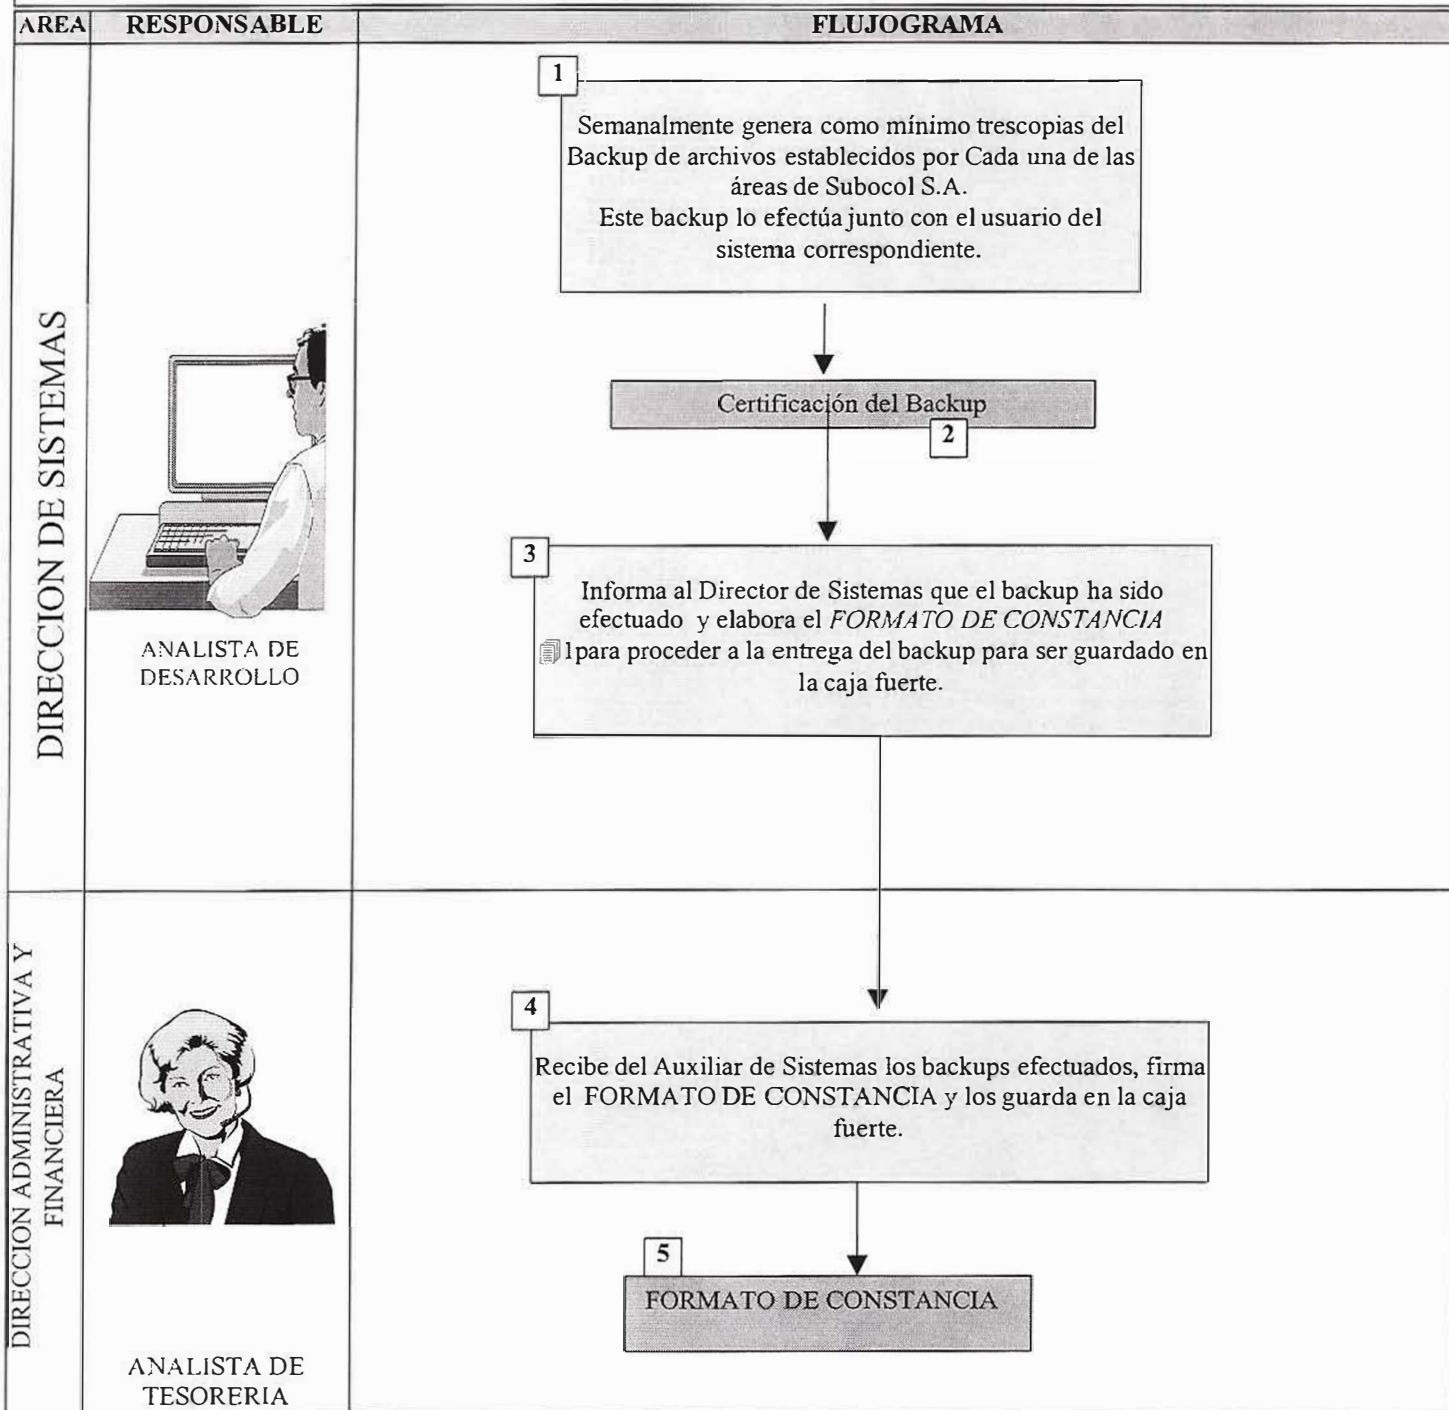 AREA RESPONSABLE FLUJOGRAMA
DIRECCION DE SISTEMAS
ANALISTA DE
DESARROLLO
1
Semanalmente genera como mínimo trescopias del
Backup de archivos establecidos por Cada una de las
áreas de Subocol S.A.
Este backup lo efectúa junto con el usuario del
sistema correspondiente.
Certificación del Backup
2
3
Informa al Director de Sistemas que el backup ha sido
efectuado y elabora el FORMATO DE CONSTANCIA
1para proceder a la entrega del backup para ser guardado en
la caja fuerte.
DIRECCION ADMINISTRATIVA Y
FINANCIERA
ANALISTA DE
TESORERIA
4
Recibe del Auxiliar de Sistemas los backups efectuados, firma
el FORMATO DE CONSTANCIA y los guarda en la caja
fuerte.
5
FORMATO DE CONSTANCIA